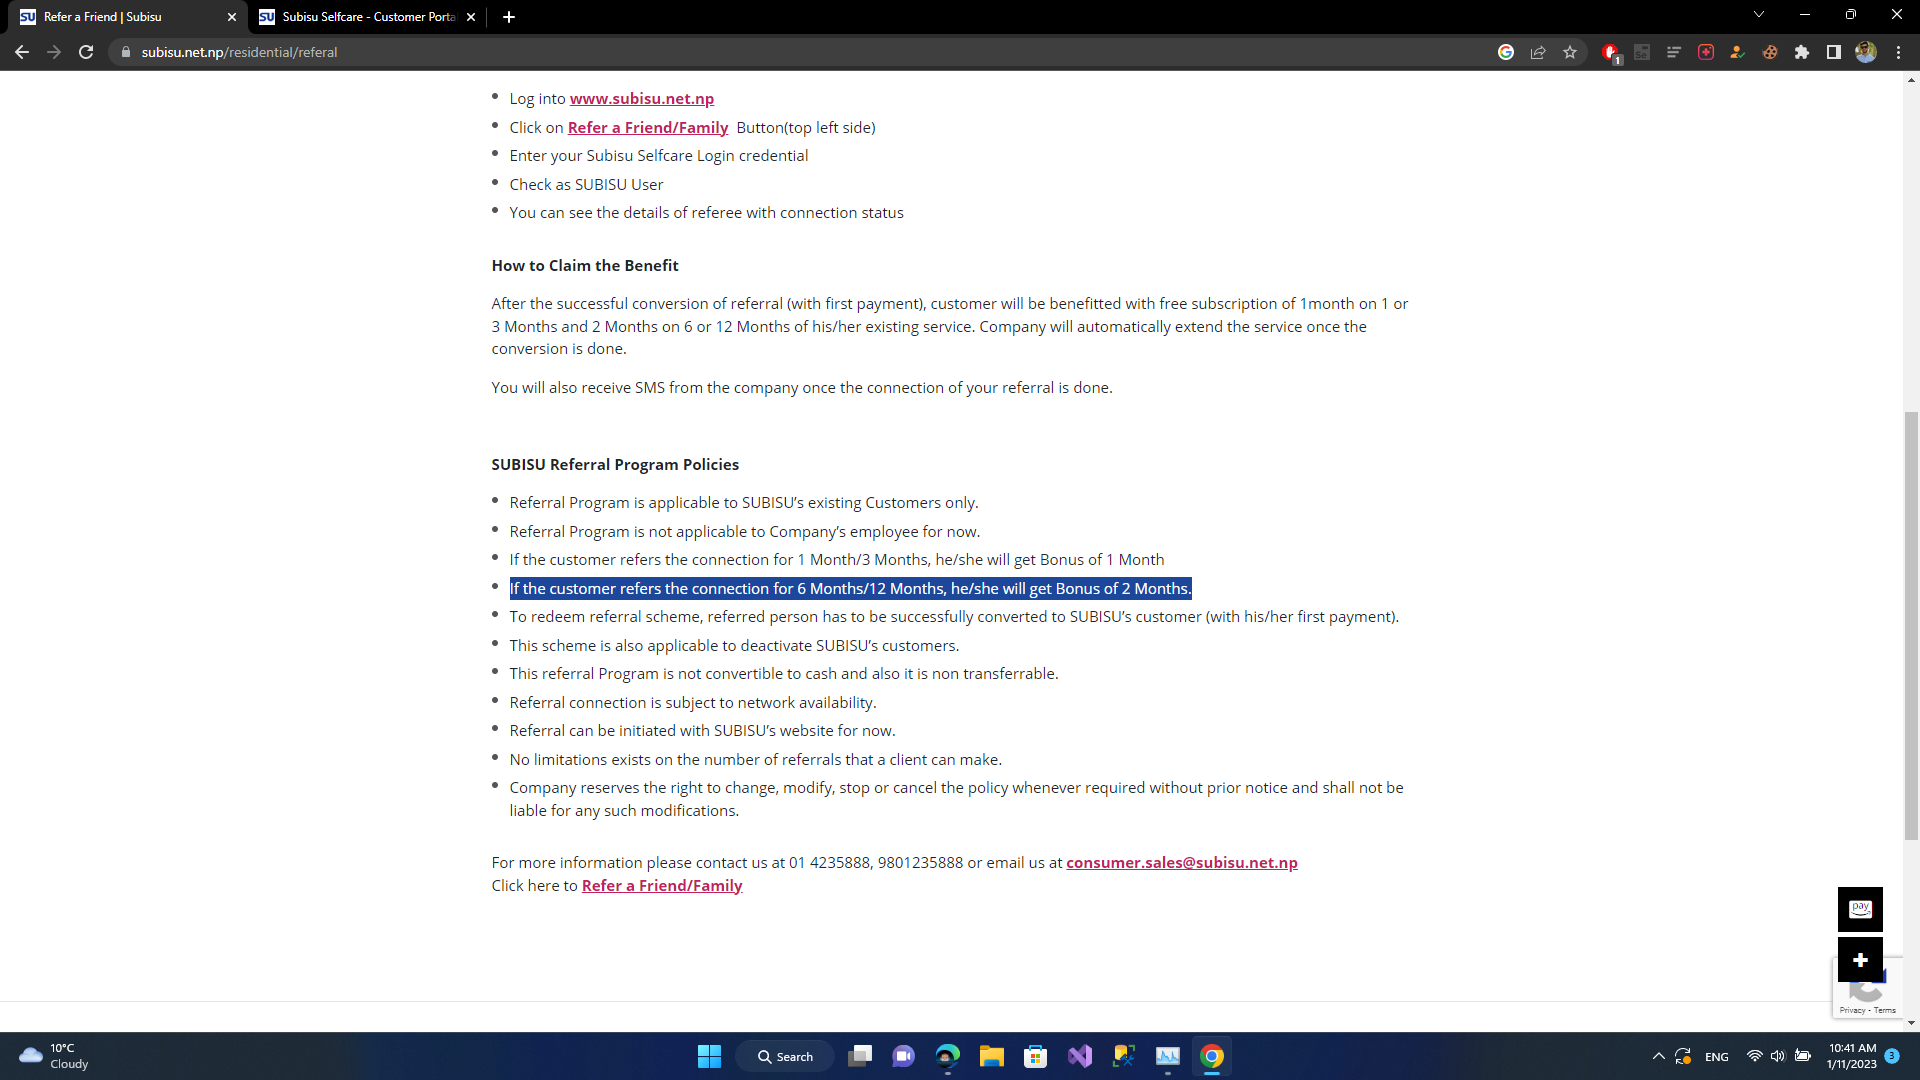 Refer a Friend | Subisu
Subisu Selfcare - Customer Porta
subisu.net.np/residential/referal
1
Log into www.subisu.net.np
Click on Refer a Friend/Family Button(top left side)
Enter your Subisu Selfcare Login credential
Check as SUBISU User
You can see the details of referee with connection status
How to Claim the Benefit
After the successful conversion of referral (with first payment), customer will be benefitted with free subscription of 1month on 1 or
3 Months and 2 Months on 6 or 12 Months of his/her existing service. Company will automatically extend the service once the
conversion is done.
You will also receive SMS from the company once the connection of your referral is done.
SUBISU Referral Program Policies
Referral Program is applicable to SUBISU’s existing Customers only.
Referral Program is not applicable to Company’s employee for now.
If the customer refers the connection for 1 Month/3 Months, he/she will get Bonus of 1 Month
If the customer refers the connection for 6 Months/12 Months, he/she will get Bonus of 2 Months.
To redeem referral scheme, referred person has to be successfully converted to SUBISU’s customer (with his/her first payment).
This scheme is also applicable to deactivate SUBISU’s customers.
This referral Program is not convertible to cash and also it is non transferrable.
Referral connection is subject to network availability.
Referral can be initiated with SUBISU’s website for now.
No limitations exists on the number of referrals that a client can make.
Company reserves the right to change, modify, stop or cancel the policy whenever required without prior notice and shall not be
liable for any such modifications.
For more information please contact us at 01 4235888, 9801235888 or email us at consumer.sales@subisu.net.np
Click here to Refer a Friend/Family
pay
Privacy - Terms
10°C
Cloudy
Search
ENG
10:41 AM
1/11/2023
3